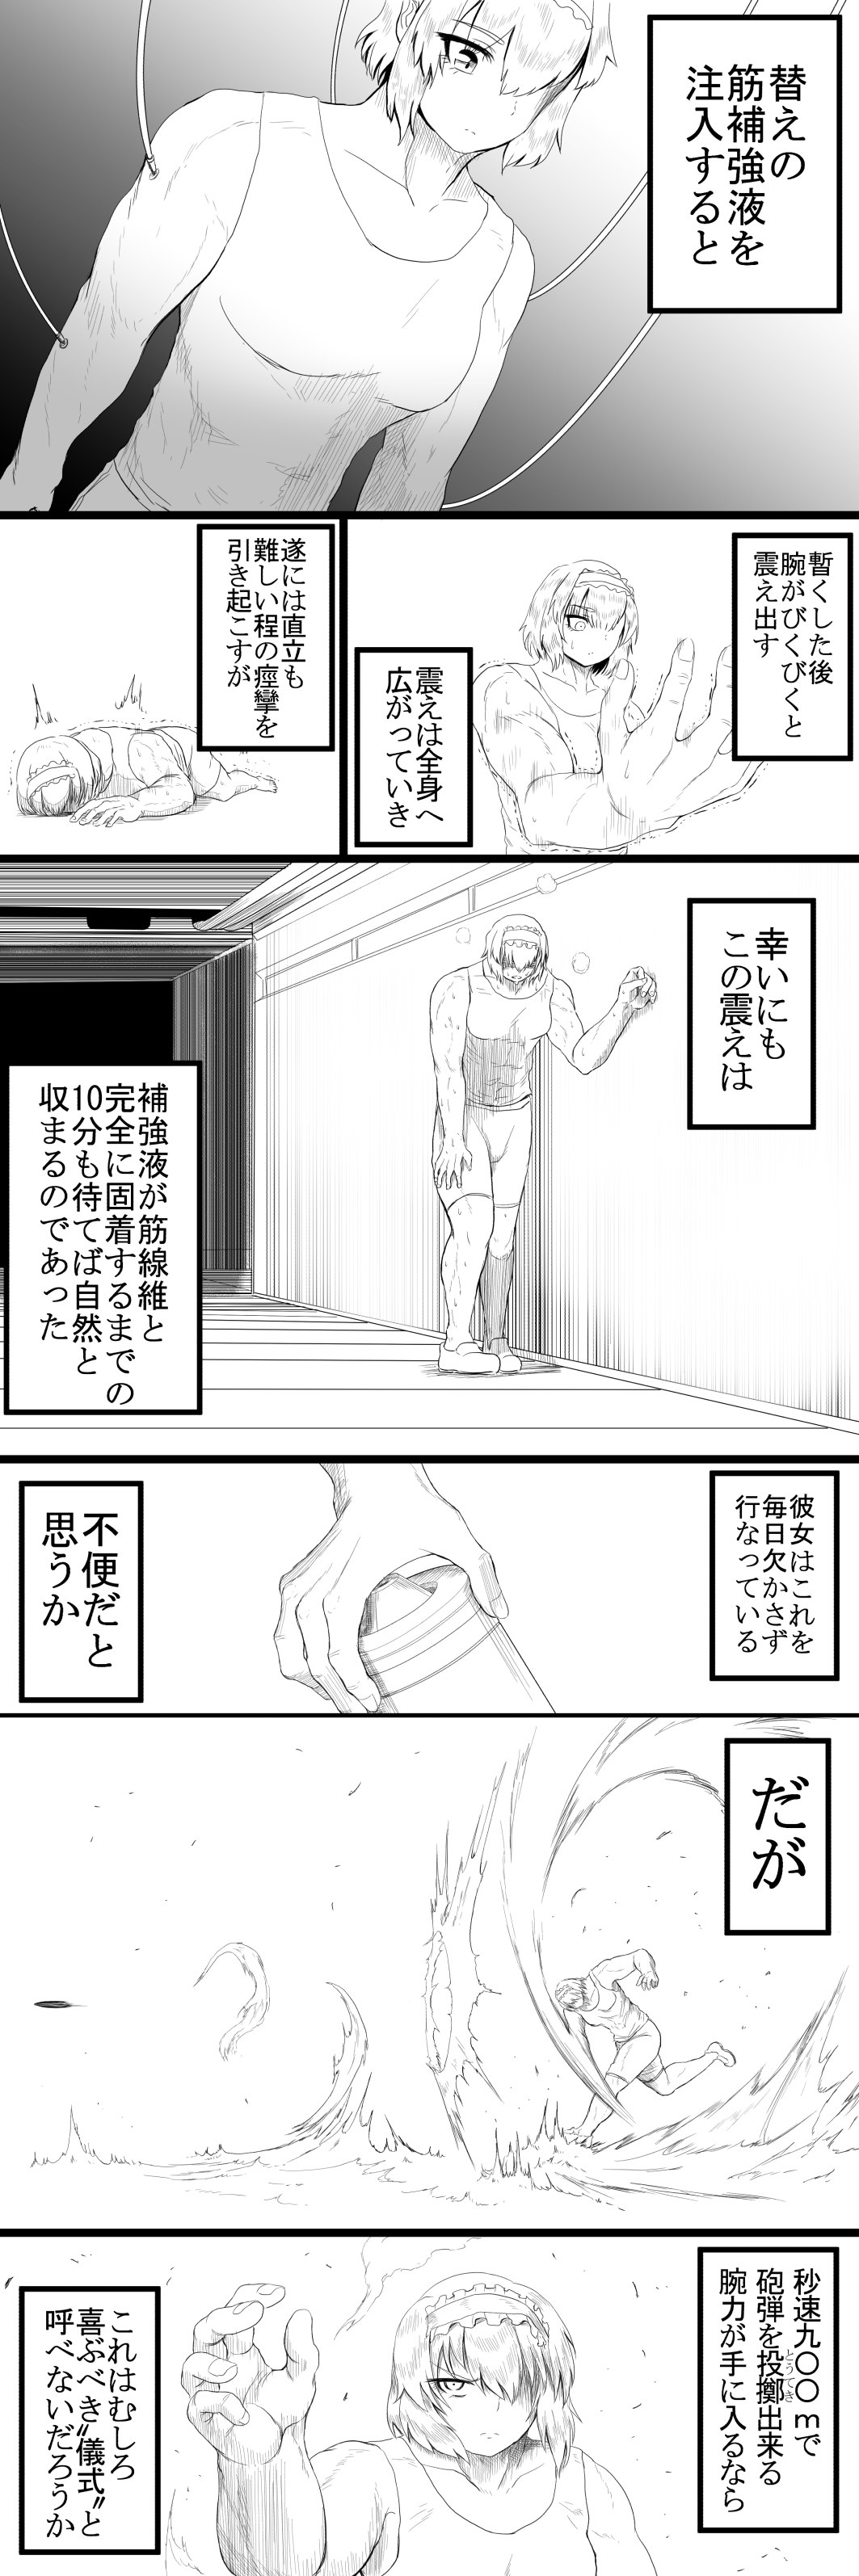 替えの
筋補強液を
注入すると
暫くした後
腕がびくびくと
震え出す
震えは全身へ
広がっていき
遂には直立も
難しい程の痙攣を
引き起こすが
幸いにも
この震えは
補強液が筋線維と
完全に固着するまでの
10分も待てば自然と
収まるのであった
彼女はこれを
毎日欠かさず
行なっている
不便だと
思うか
だが
秒速九〇〇mで
砲弾を投擲出来る
とうてき
腕力が手に入るなら
これはむしろ
喜ぶべき〝儀式〟と
呼べないだろうか